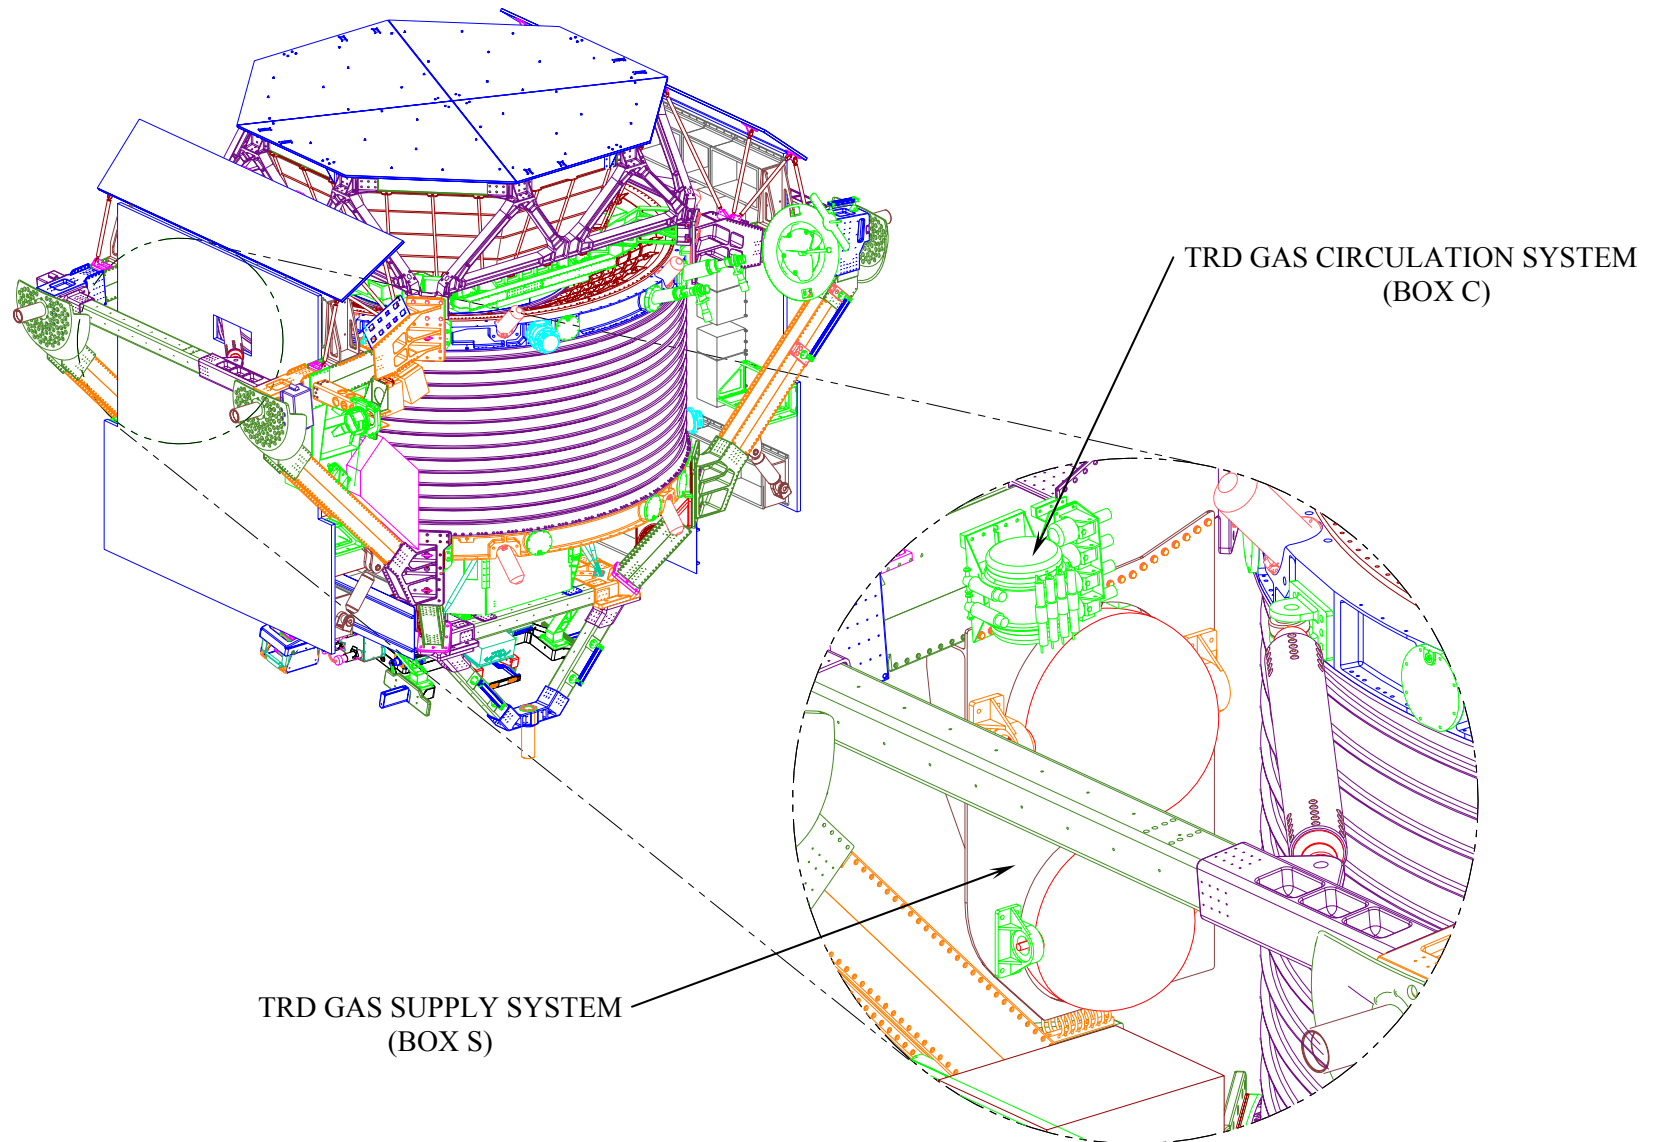 TRD GAS CIRCULATION SYSTEM
(BOX C)
TRD GAS SUPPLY SYSTEM
(BOX S)